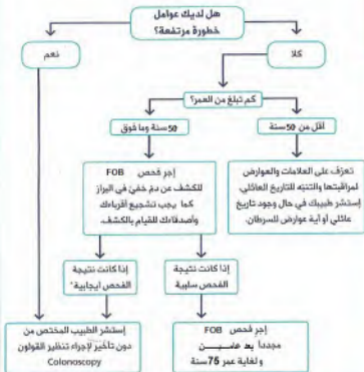 هل لديك عوامل
خطورة مرتفعة؟
نعم
كلا
كم تبلغ من العمر؟
50 سنة وما فوق
أقل من 50 سنة
إجر فحص FOB
للكشف عن دم خفي في البراز
كما يجب تشجيع أقرباءك
وأصدقاءك للقيام بالكشف.
تعرّف على العلامات والعوارض
لمراقبتها والتنبّه للتاريخ العائلي.
إستشر طبيبك في حال وجود تاريخ
عائلي أو أية عوارض للسرطان.
إذا كانت نتيجة
الفحص ايجابية*
إذا كانت نتيجة
الفحص سلبية
إستشر الطبيب المختص من
دون تأخير لإجراء تنظير القولون
Colonoscopy
إجر فحص FOB
مجدداً بعد عامين
ولغاية عمر 75 سنة